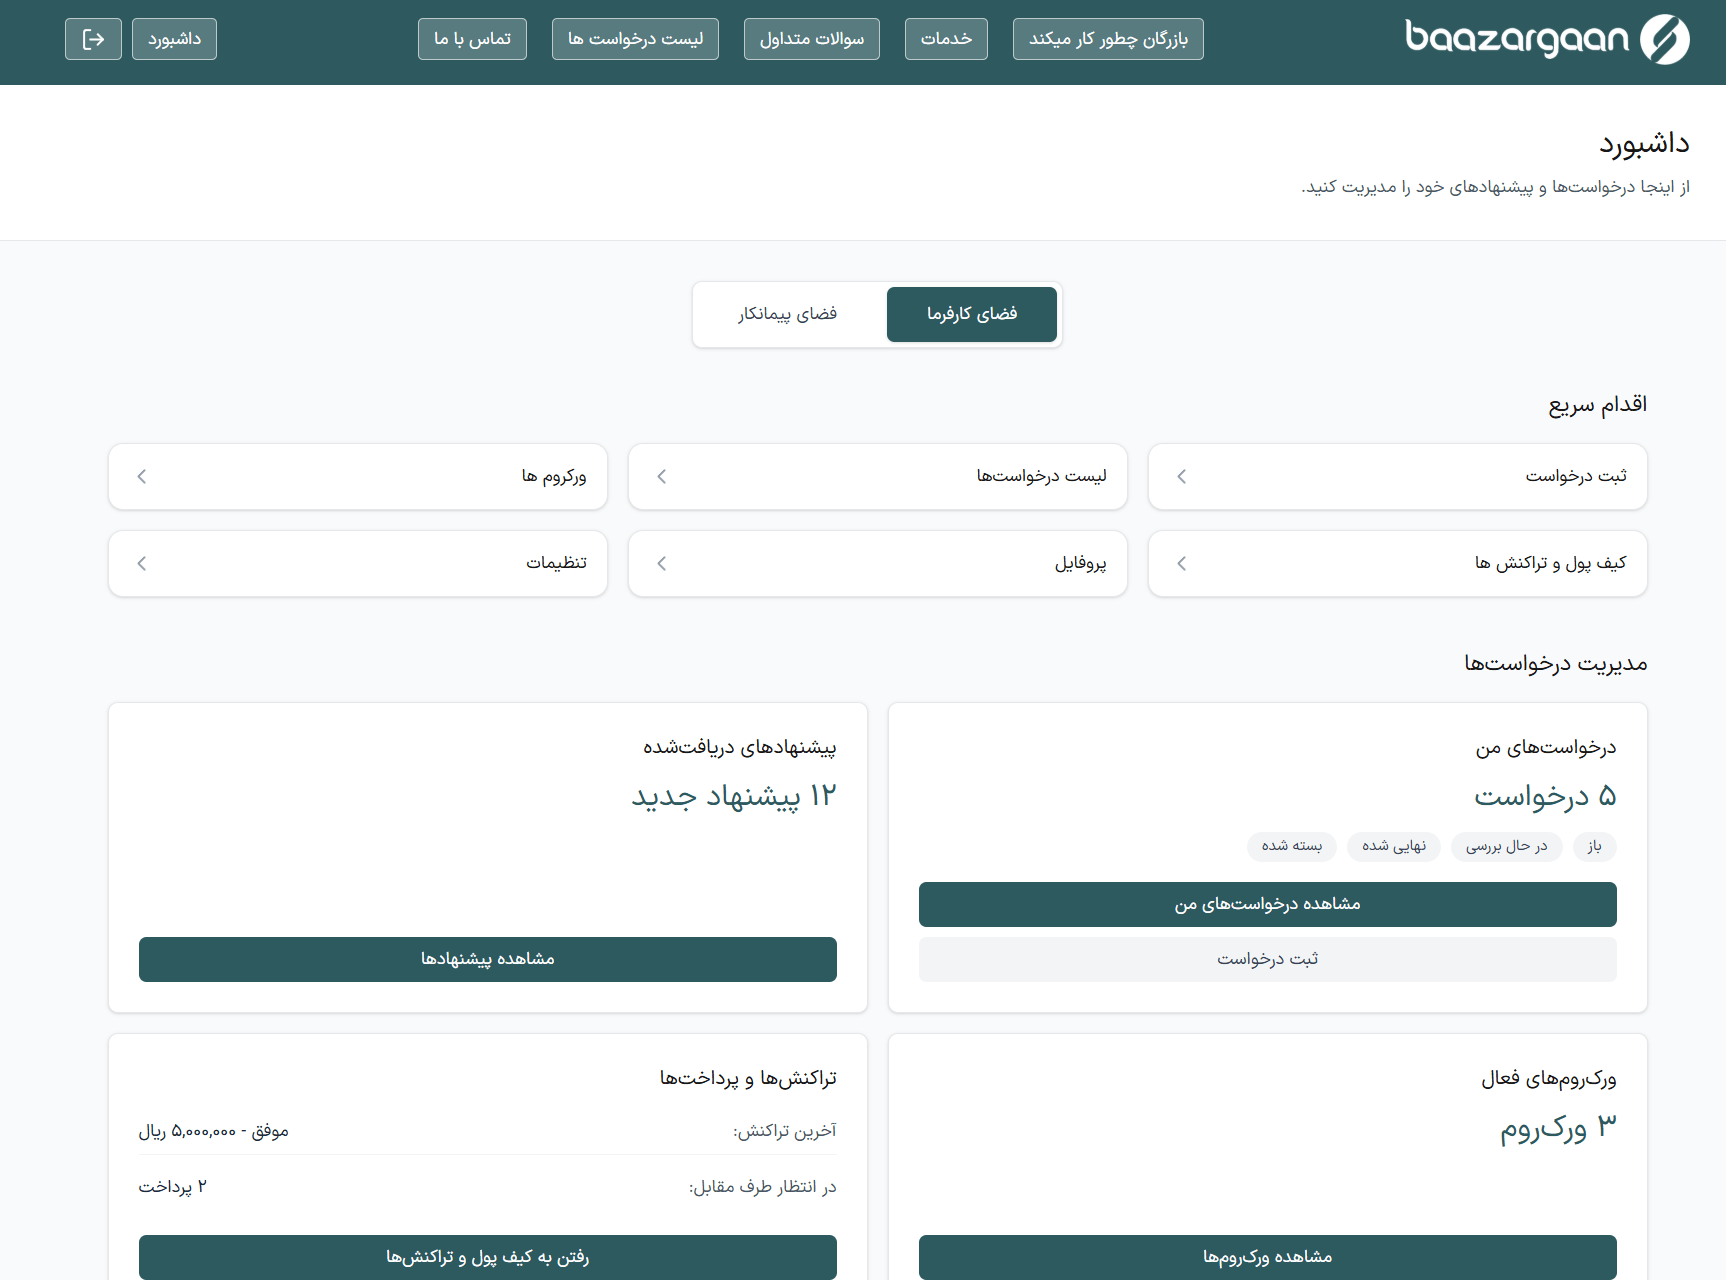 baazargaan
بازرگان چطور کار میکند
خدمات
سوالات متداول
لیست درخواست ها
تماس با ما
داشبورد
داشبورد
از اینجا درخواست‌ها و پیشنهادهای خود را مدیریت کنید.
فضای کارفرما
فضای پیمانکار
اقدام سریع
ثبت درخواست
لیست درخواست‌ها
ورکروم ها
کیف پول و تراکنش ها
پروفایل
تنظیمات
مدیریت درخواست‌ها
درخواست‌های من
۵ درخواست
باز
در حال بررسی
نهایی شده
بسته شده
مشاهده درخواست‌های من
ثبت درخواست
پیشنهادهای دریافت‌شده
۱۲ پیشنهاد جدید
مشاهده پیشنهادها
ورک‌روم‌های فعال
۳ ورک‌روم
مشاهده ورک‌روم‌ها
تراکنش‌ها و پرداخت‌ها
آخرین تراکنش:
موفق - ۵,۰۰۰,۰۰۰ ریال
در انتظار طرف مقابل:
۲ پرداخت
رفتن به کیف پول و تراکنش‌ها